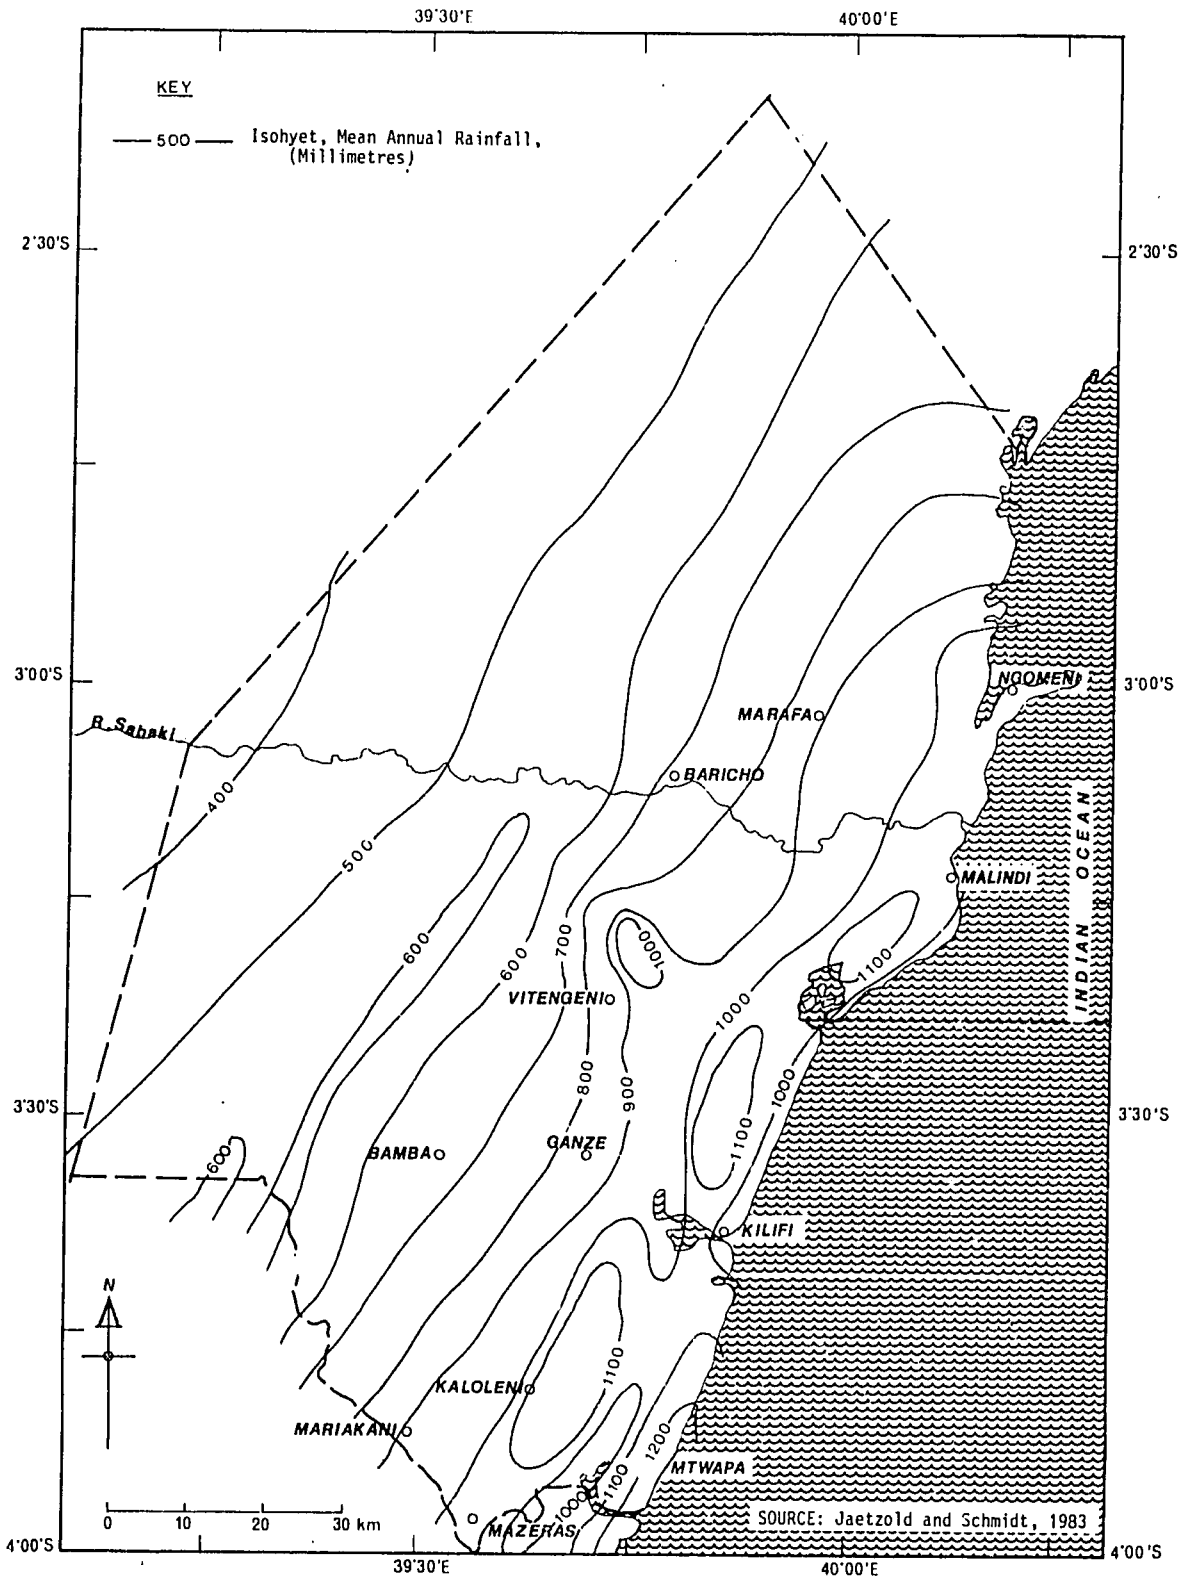 39°30'E
40°00'E
KEY
500
Isohyet, Mean Annual Rainfall,
(Millimetres)
2°30'S
2°30'S
3°00'S
3°00'S
NGOMENI
MARAFA
R.Sabaki
BARICHO
400
500
INDIAN OCEAN
MALINDI
600
600
700
1000
1100
VITENGENI
1000
800
900
1000
3°30'S
3°30'S
1100
BAMBA
GANZE
600
KILIFI
N
1100
KALOLENI
MARIAKANI
1200
MTWAPA
1100
1000
0 10 20 30 km
MAZERAS
SOURCE: Jaetzold and Schmidt, 1983
4°00'S
4°00'S
39°30'E
40°00'E